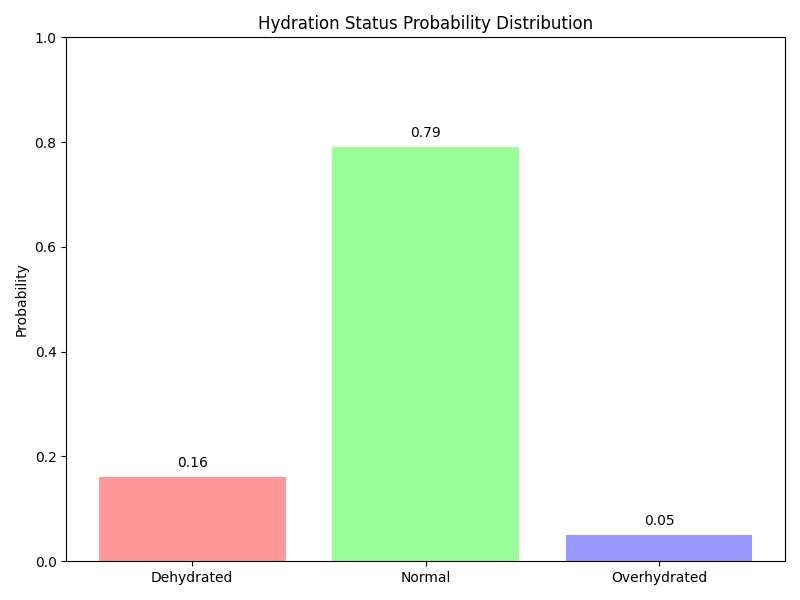 Hydration Status Probability Distribution
1.0
0.8
0.6
0.4
0.2
0.0
Probability
0.16
0.79
0.05
Dehydrated
Normal
Overhydrated